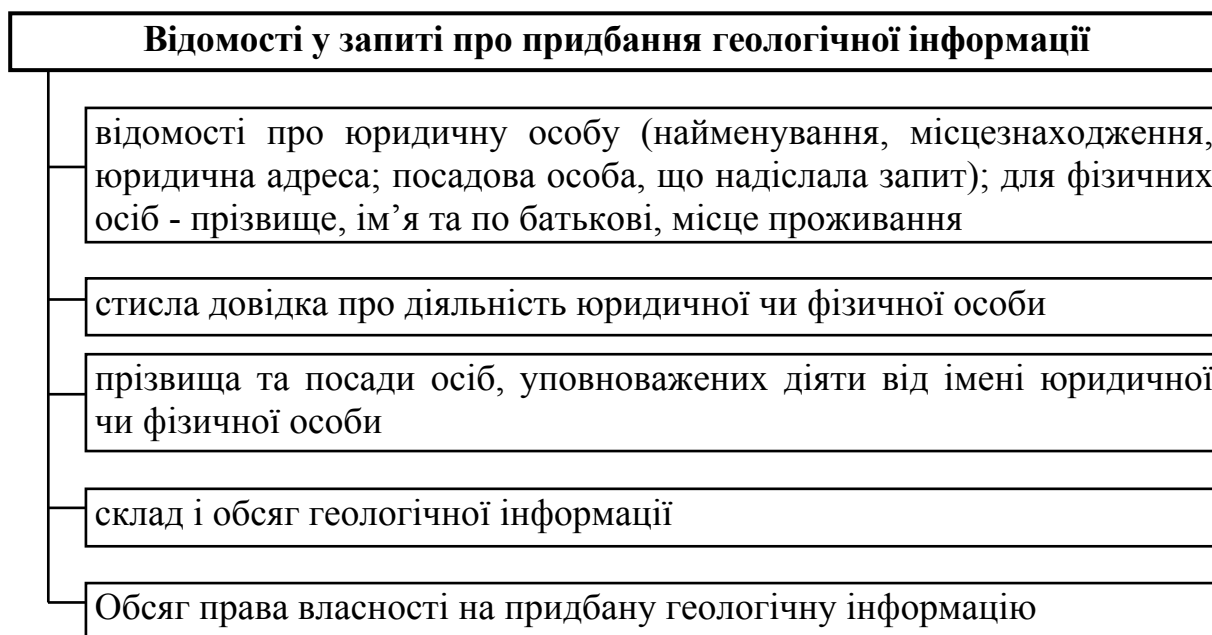 Відомості у запиті про придбання геологічної інформації
відомості про юридичну особу (найменування, місцезнаходження,
юридична адреса; посадова особа, що надіслала запит); для фізичних
осіб - прізвище, ім’я та по батькові, місце проживання
стисла довідка про діяльність юридичної чи фізичної особи
прізвища та посади осіб, уповноважених діяти від імені юридичної
чи фізичної особи
склад і обсяг геологічної інформації
Обсяг права власності на придбану геологічну інформацію